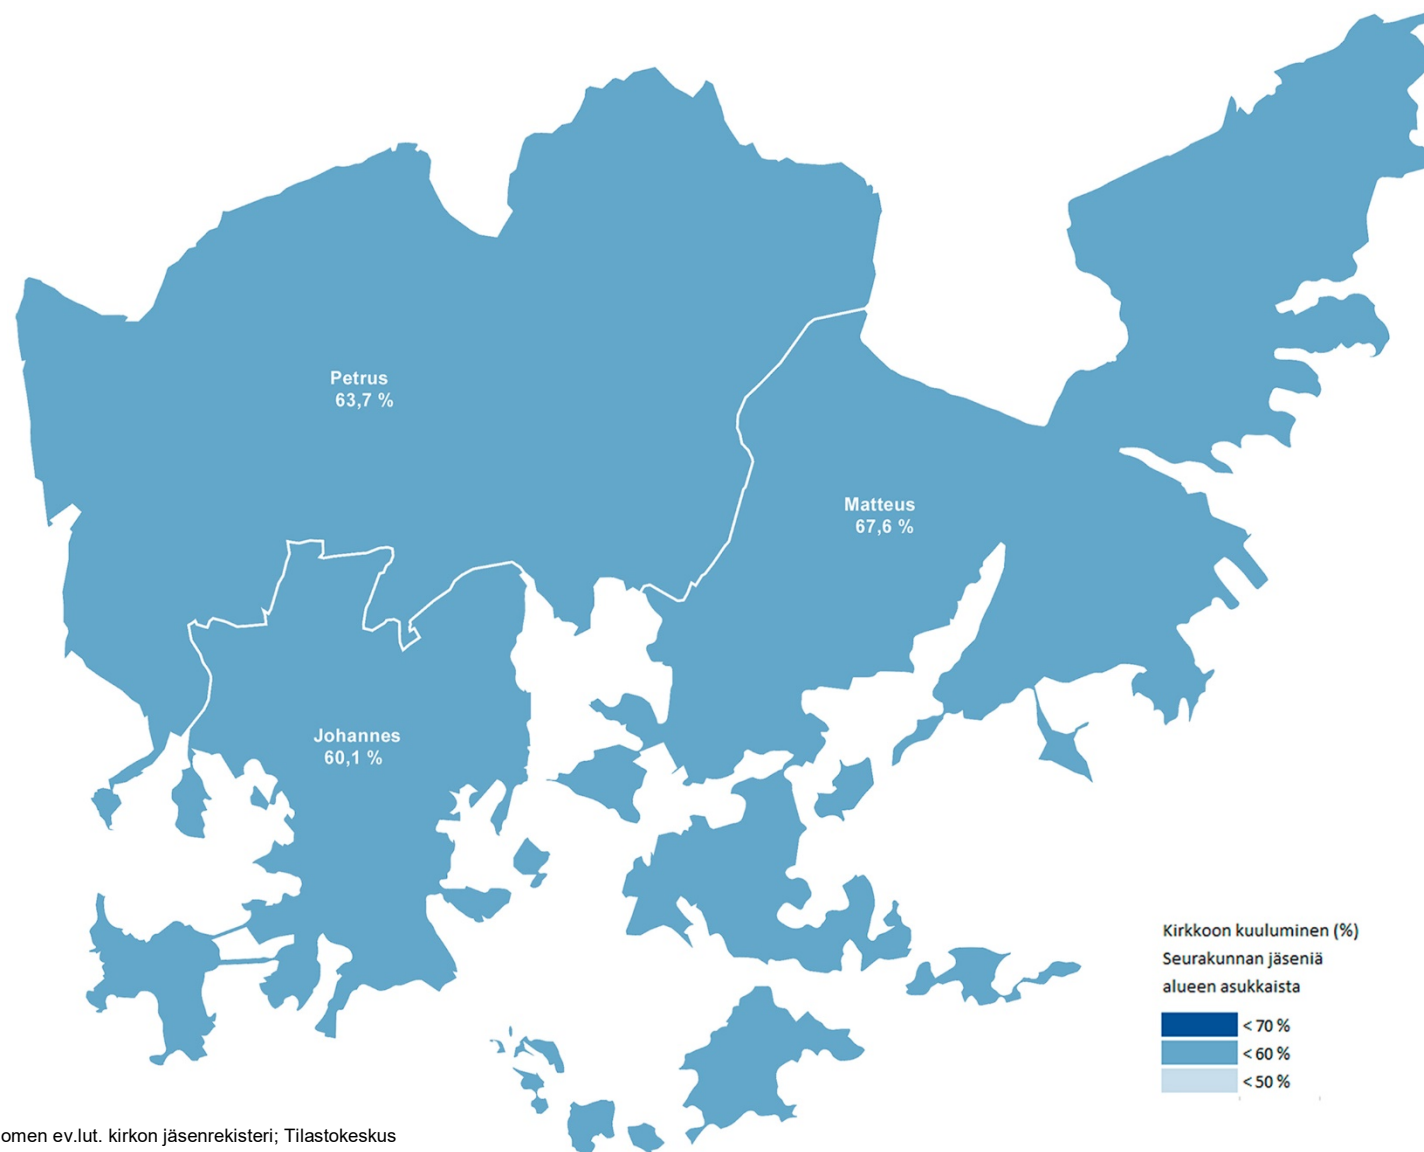 Petrus
63,7 %
Matteus
67,6 %
Johannes
60,1 %
Kirkkoon kuuluminen (%)
Seurakunnan jäseniä
alueen asukkaista
< 70 %
< 60 %
< 50 %
omen ev.lut. kirkon jäsenrekisteri; Tilastokeskus